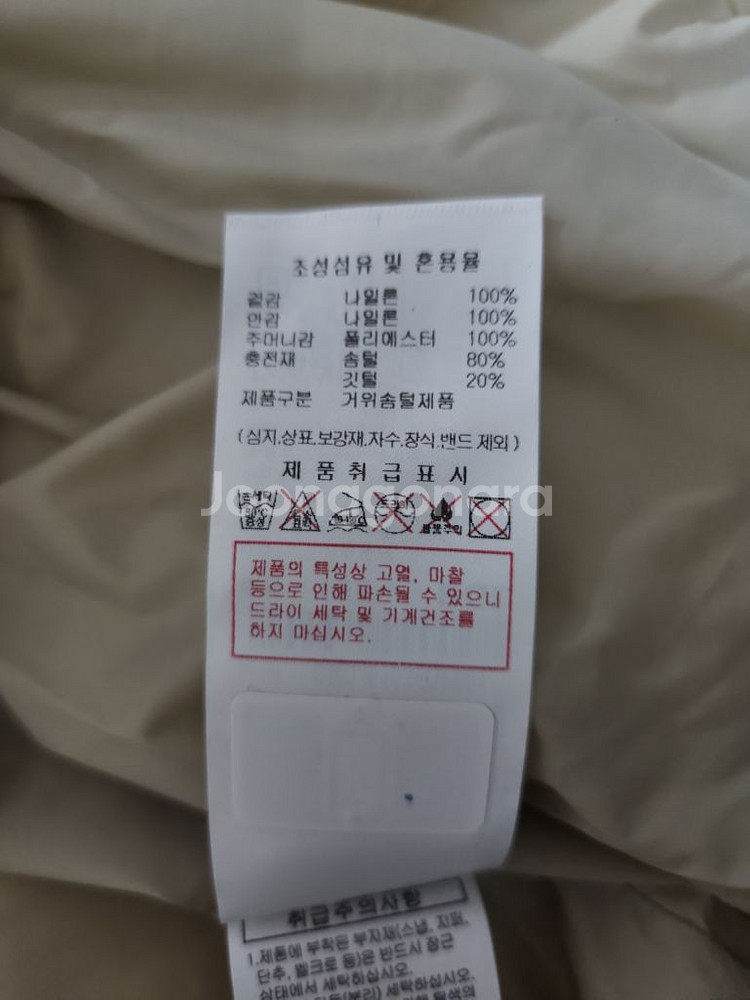 조성섬유 및 혼용율
겉감 나일론 100%
안감 나일론 100%
주머니감 폴리에스터 100%
충전재 솜털 80%
깃털 20%
제품구분 거위솜털제품
(심지,상표,보강재,자수,장식,밴드 제외)
제 품 취 급 표 시
Joonggonara
제품의 특성상 고열, 마찰
등으로 인해 파손될 수 있으니
드라이 세탁 및 기계건조를
하지 마십시오.
취급주의사항
1.제품에 부착된 부자재(스냅, 지퍼,
단추, 벨크로 등)은 반드시 잠근
상태에서 세탁하십시오.